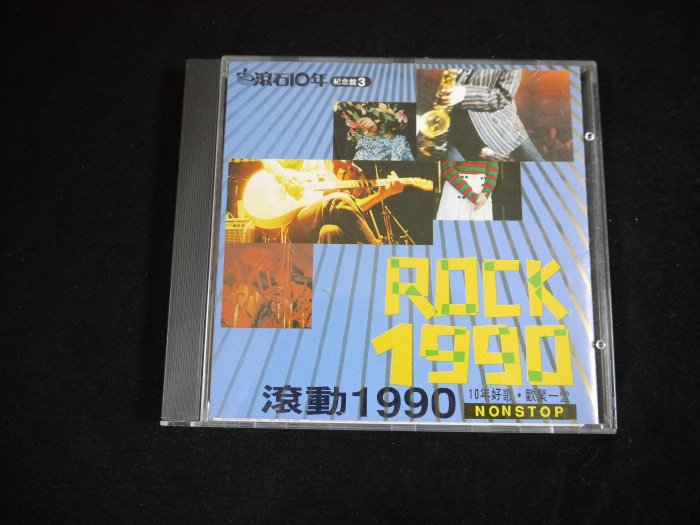 滾石10年 紀念盤3
ROCK
1990
滾動1990
10年好歌・歡聚一堂
NONSTOP